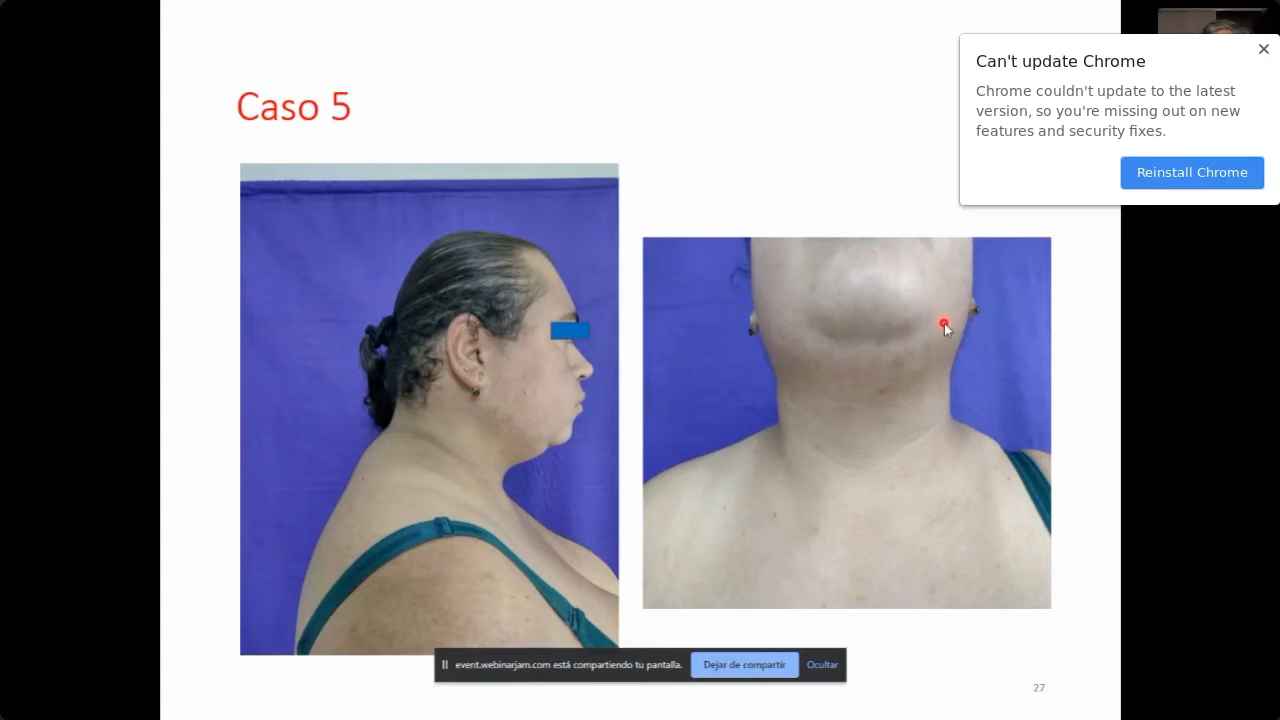 Can't update Chrome
Chrome couldn't update to the latest
version, so you're missing out on new
features and security fixes.
Reinstall Chrome
Caso 5
event.webinarjam.com está compartiendo tu pantalla.
Dejar de compartir
Ocultar
27